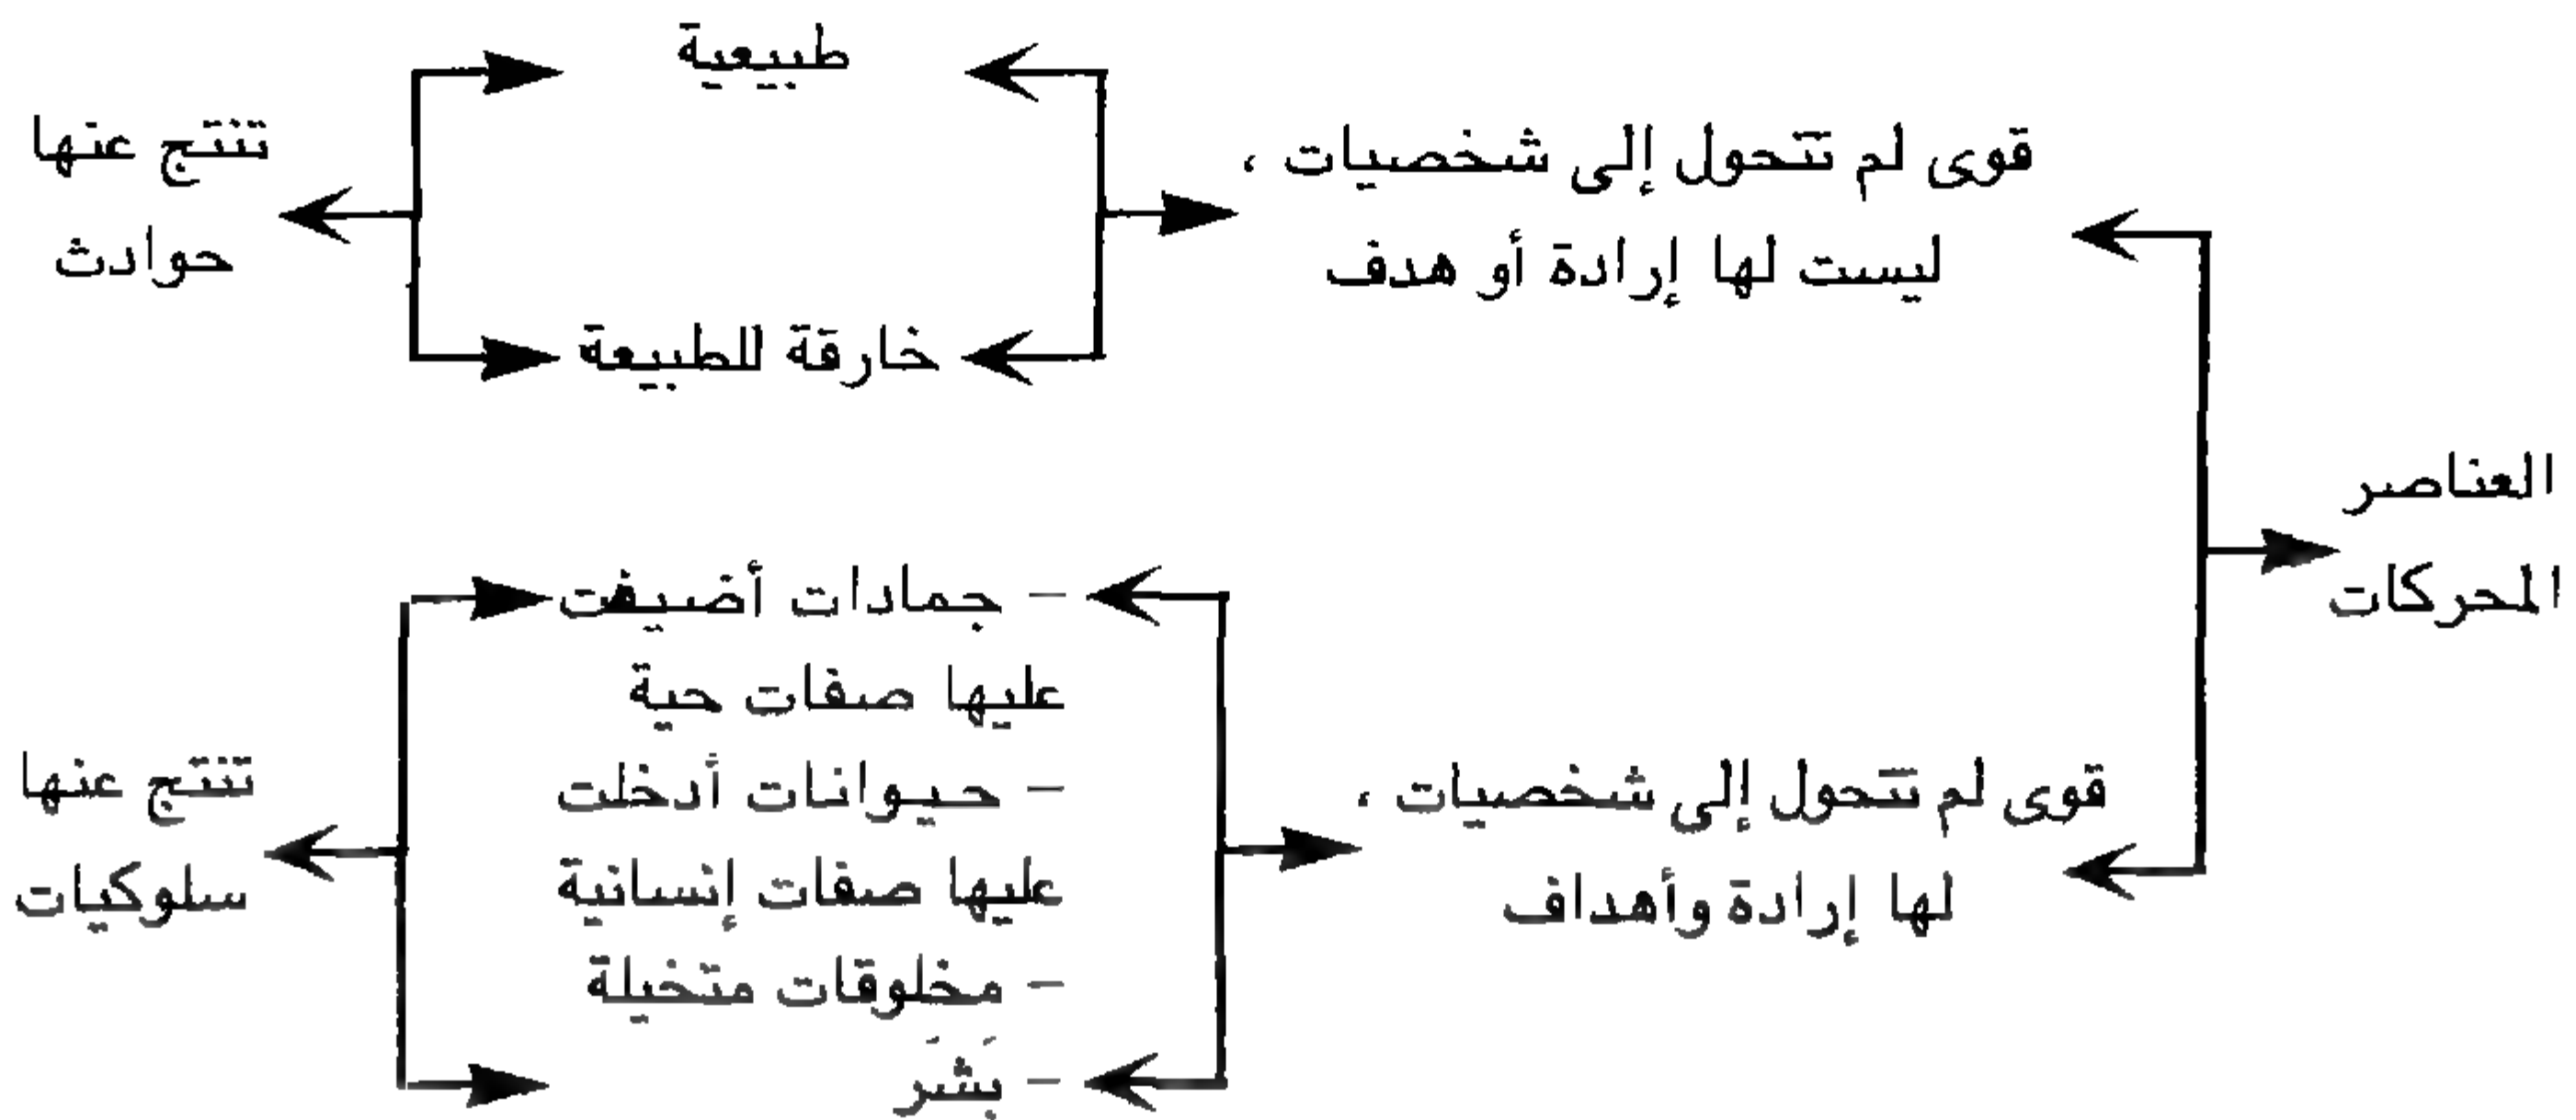 العناصر
المحركات
قوى لم تتحول إلى شخصيات ،
ليست لها إرادة أو هدف
طبيعية
خارقة للطبيعة
تنتج عنها
حوادث
قوى لم تتحول إلى شخصيات ،
لها إرادة وأهداف
– جمادات أضيفت
عليها صفات حية
– حيوانات أدخلت
عليها صفات إنسانية
– مخلوقات متخيلة
– بَشَر
تنتج عنها
سلوكيات